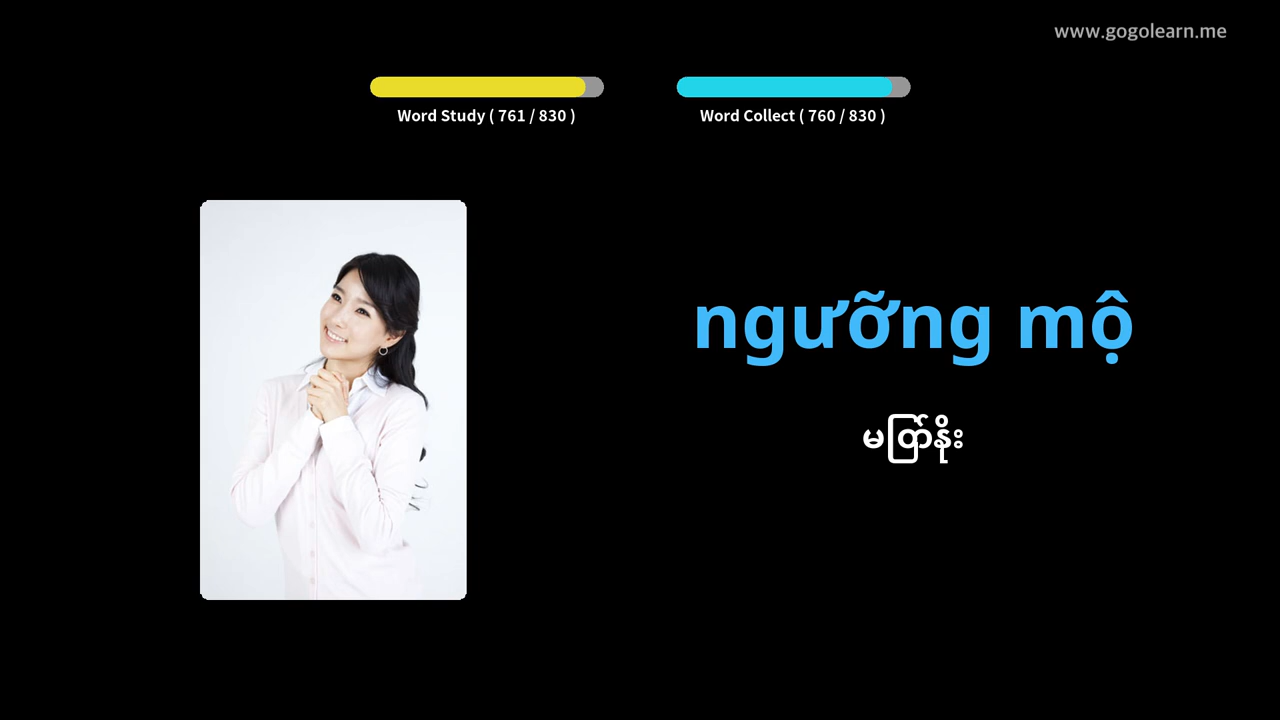 www.gogolearn.me
Word Study ( 761 / 830 )
Word Collect ( 760 / 830 )
ngưỡng mộ
မြတ်နိုး